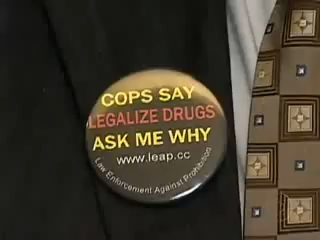 COPS SAY
LEGALIZE DRUGS
ASK ME WHY
www.leap.cc
Law Enforcement Against Prohibition